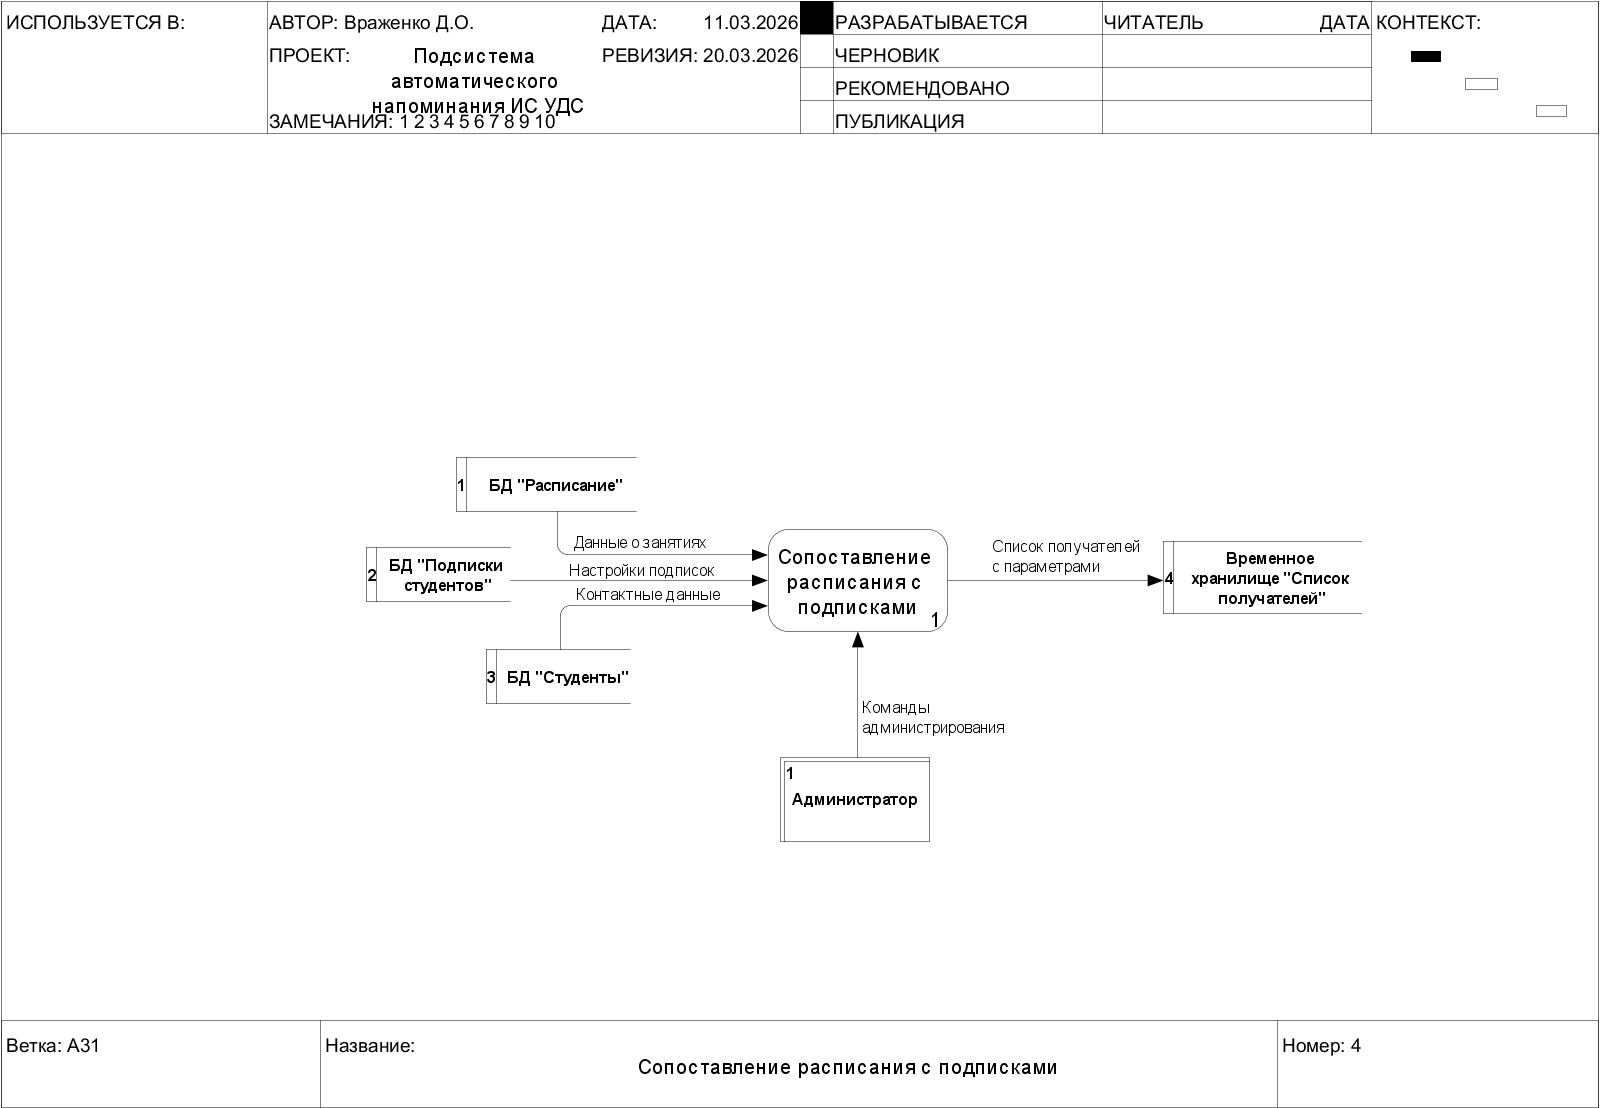 ИСПОЛЬЗУЕТСЯ В:
АВТОР: Враженко Д.О.
ДАТА: 11.03.2026
ПРОЕКТ:
Подсистема
автоматического
напоминания ИС УДС
РЕВИЗИЯ: 20.03.2026
ЗАМЕЧАНИЯ: 1 2 3 4 5 6 7 8 9 10
РАЗРАБАТЫВАЕТСЯ
ЧЕРНОВИК
РЕКОМЕНДОВАНО
ПУБЛИКАЦИЯ
ЧИТАТЕЛЬ ДАТА
КОНТЕКСТ:
1 БД "Расписание"
Данные о занятиях
2 БД "Подписки
студентов"
Настройки подписок
Контактные данные
3 БД "Студенты"
Сопоставление
расписания с
подписками
1
Список получателей
с параметрами
4 Временное
хранилище "Список
получателей"
Команды
администрирования
1
Администратор
Ветка: A31
Название:
Сопоставление расписания с подписками
Номер: 4